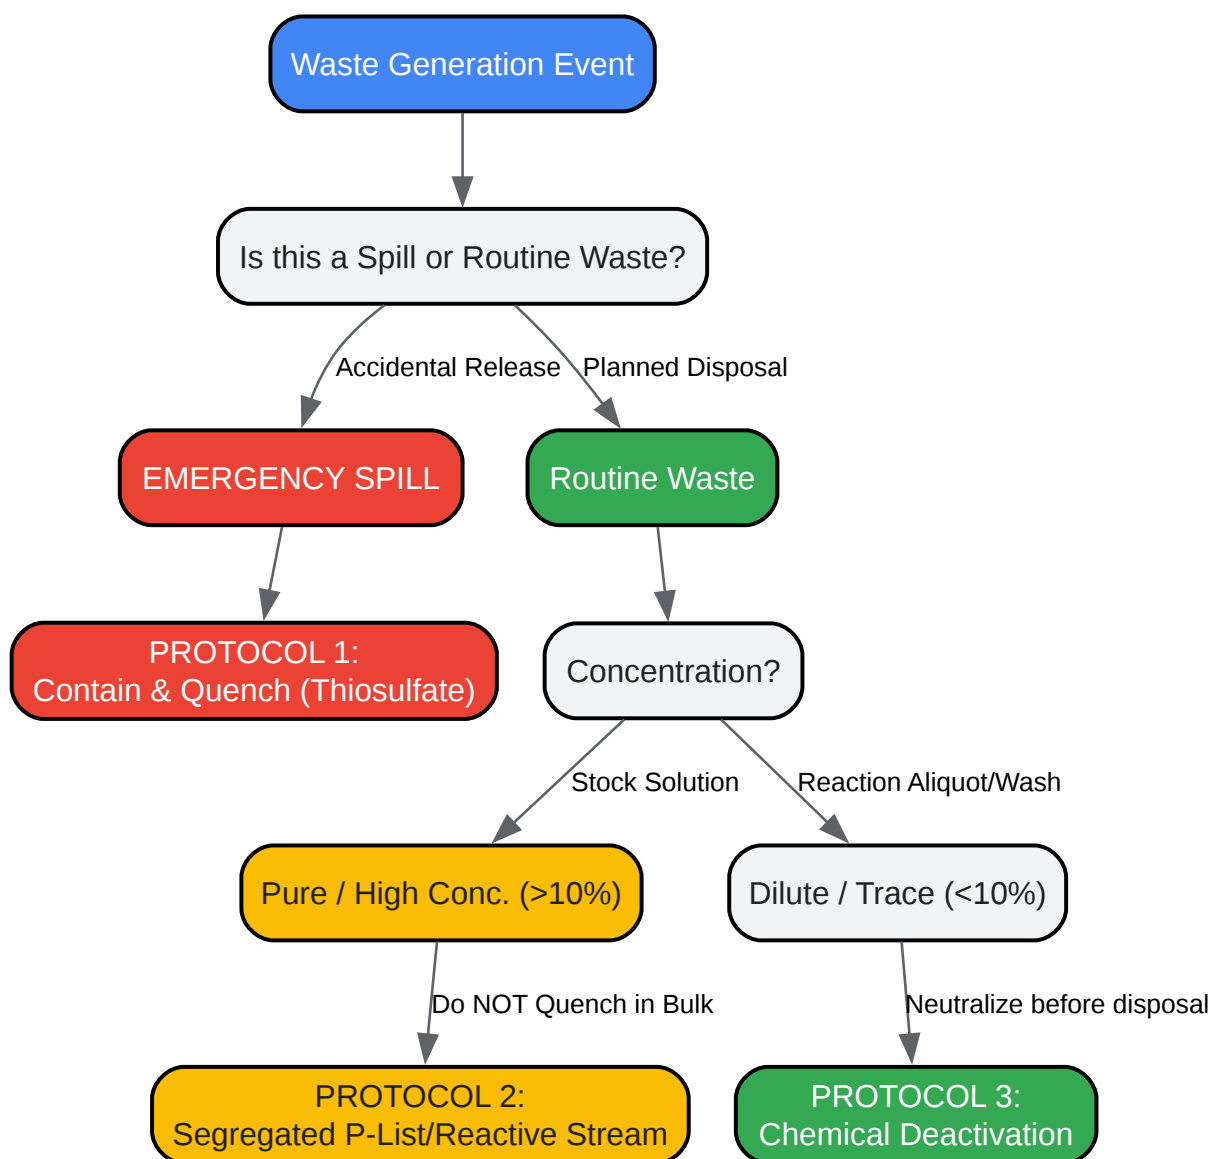 Waste Generation Event
Is this a Spill or Routine Waste?
Accidental Release
Planned Disposal
EMERGENCY SPILL
Routine Waste
PROTOCOL 1:
Contain & Quench (Thiosulfate)
Concentration?
Stock Solution
Reaction Aliquot/Wash
Pure / High Conc. (>10%)
Dilute / Trace (<10%)
Do NOT Quench in Bulk
Neutralize before disposal
PROTOCOL 2:
Segregated P-List/Reactive Stream
PROTOCOL 3:
Chemical Deactivation